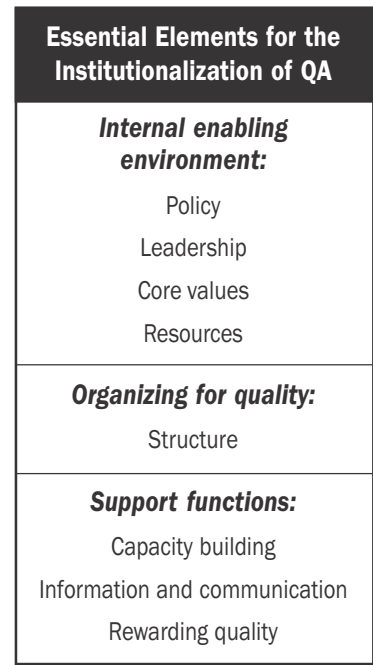 Essential Elements for the
Institutionalization of QA
Internal enabling
environment:
Policy
Leadership
Core values
Resources
Organizing for quality:
Structure
Support functions:
Capacity building
Information and communication
Rewarding quality